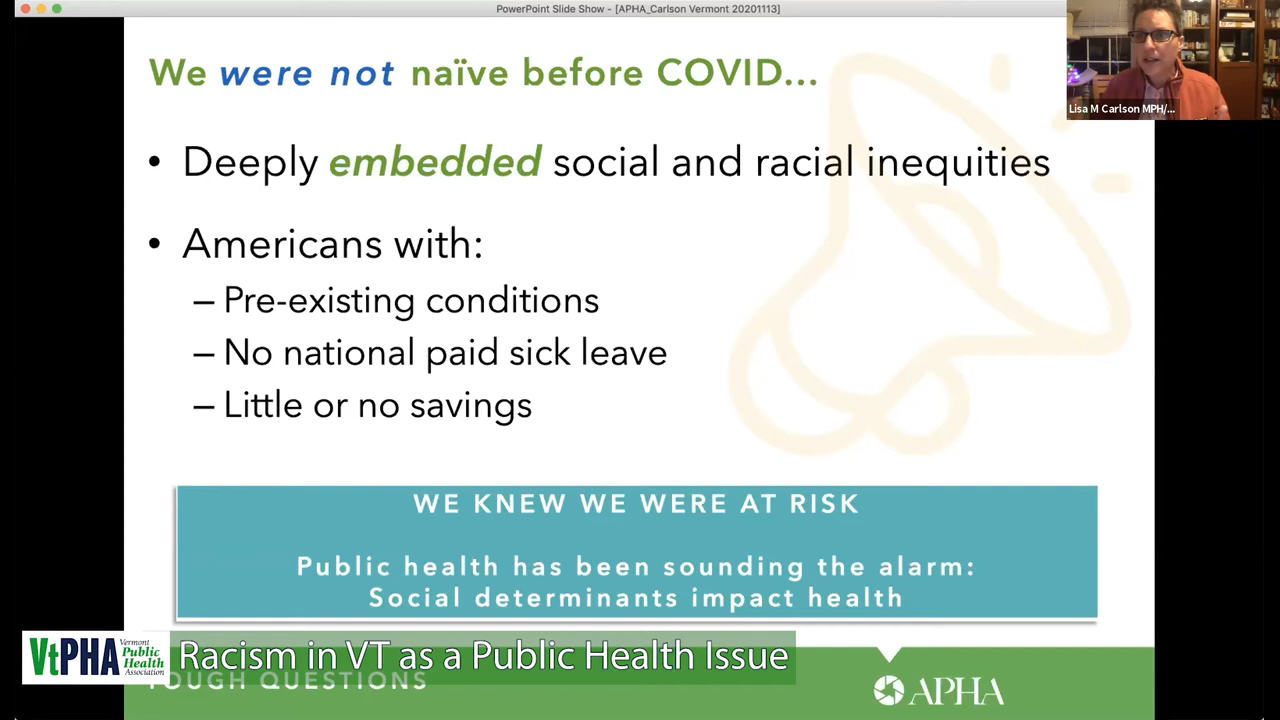 PowerPoint Slide Show - [APHA_Carlson Vermont 20201113]
We were not naïve before COVID...
Lisa M Carlson MPH/...
• Deeply embedded social and racial inequities
• Americans with:
– Pre-existing conditions
– No national paid sick leave
– Little or no savings
WE KNEW WE WERE AT RISK
Public health has been sounding the alarm:
Social determinants impact health
VtPHA Vermont
Public
Health
Association
Racism in VT as a Public Health Issue
TOUGH QUESTIONS
APHA